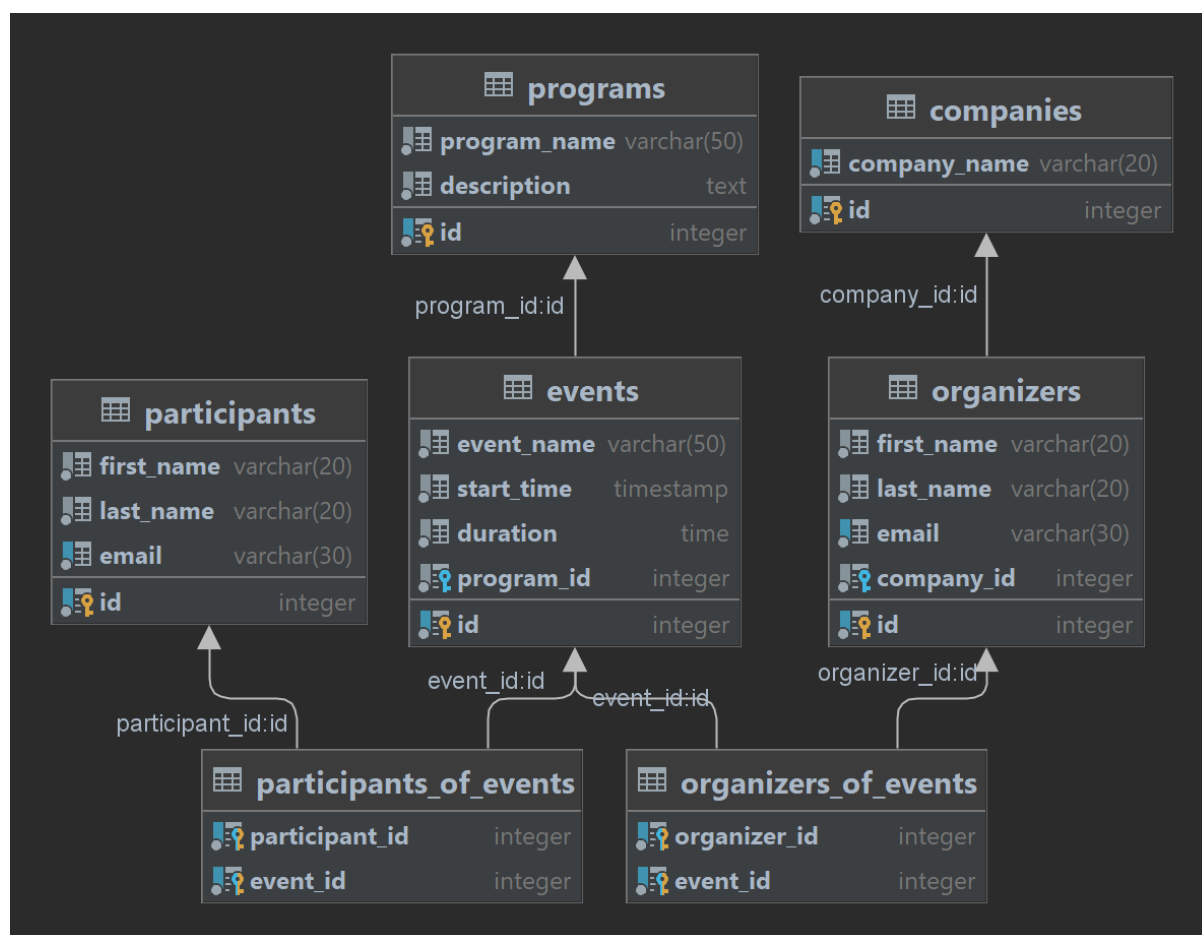 programs
program_name varchar(50)
description text
id integer
companies
company_name varchar(20)
id integer
program_id:id
company_id:id
participants
first_name varchar(20)
last_name varchar(20)
email varchar(30)
id integer
events
event_name varchar(50)
start_time timestamp
duration time
program_id integer
id integer
organizers
first_name varchar(20)
last_name varchar(20)
email varchar(30)
company_id integer
id integer
participant_id:id
event_id:id
event_id:id
organizer_id:id
participants_of_events
participant_id integer
event_id integer
organizers_of_events
organizer_id integer
event_id integer